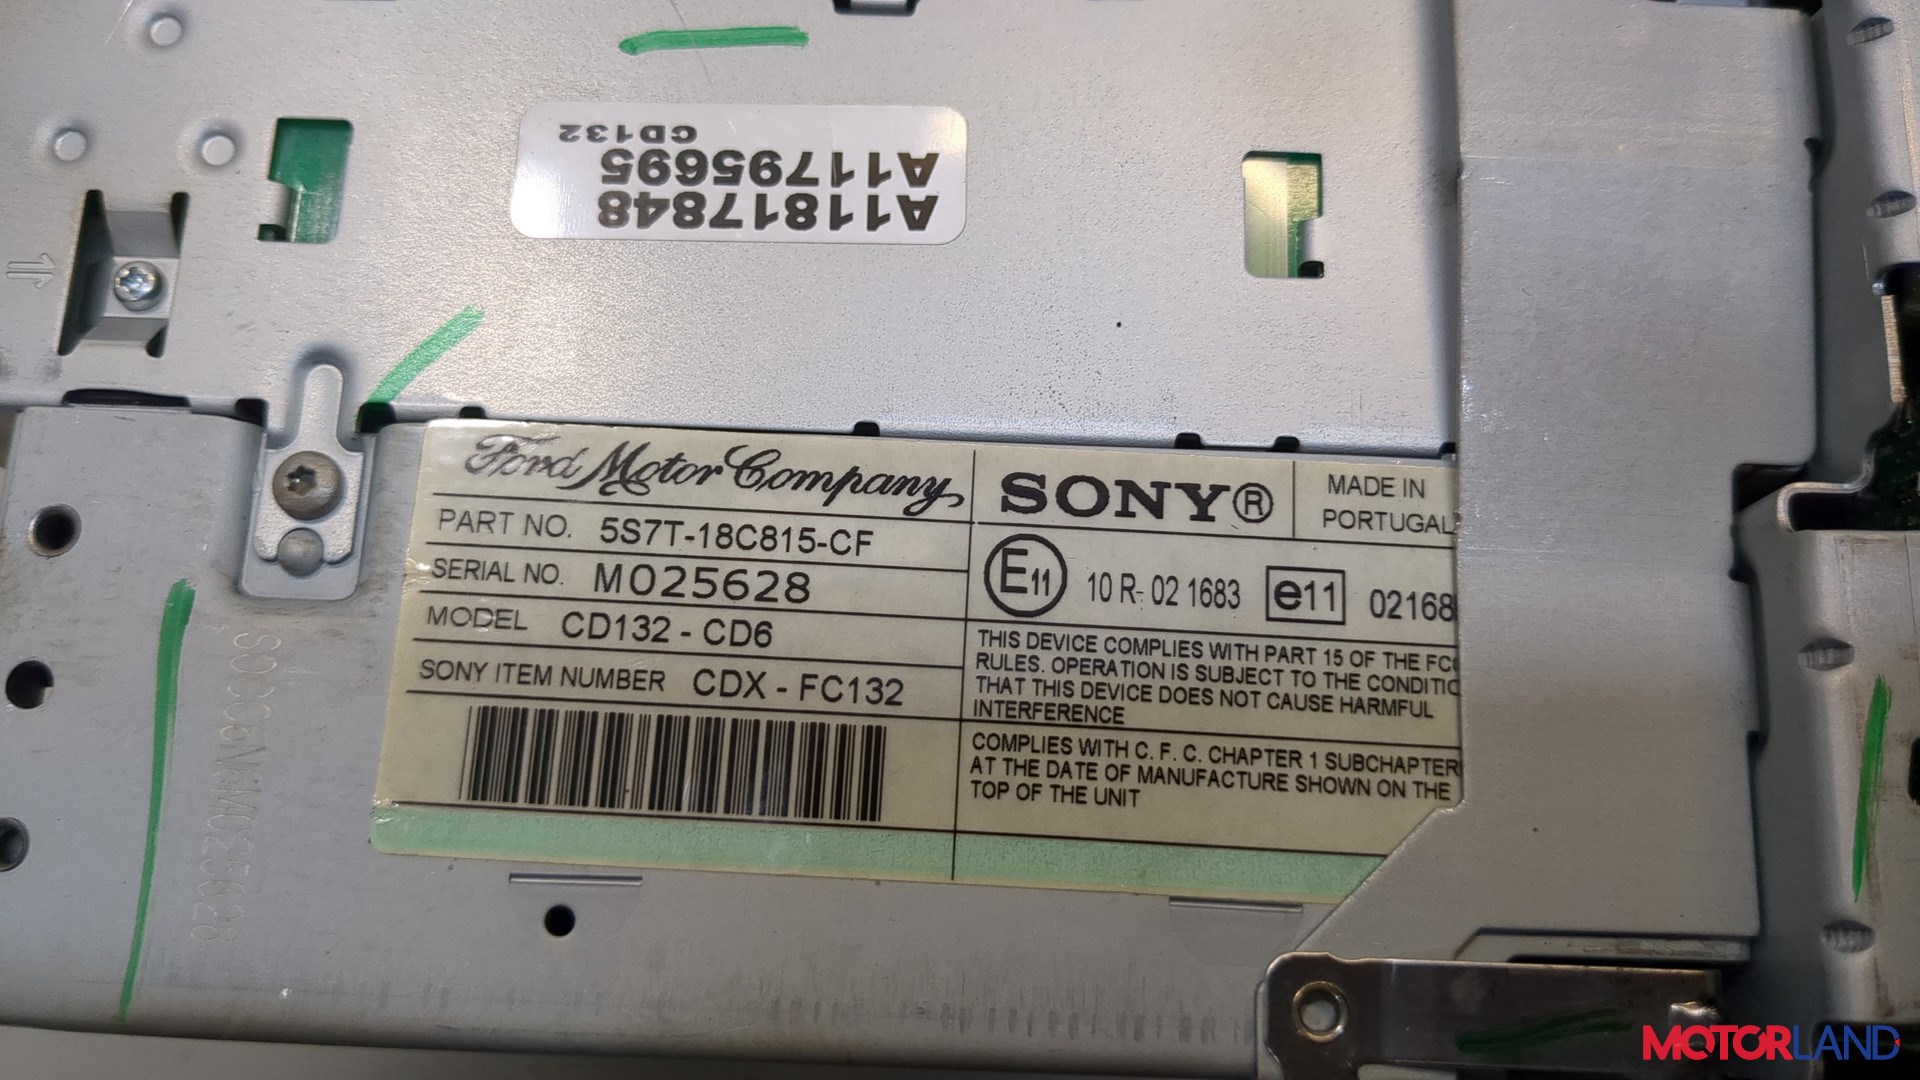 CD132
A11795695
A11817848
Ford Motor Company
PART NO. 5S7T-18C815-CF
SERIAL NO. M025628
MODEL CD132 - CD6
SONY ITEM NUMBER CDX - FC132
SONY®
MADE IN
PORTUGAL
E11 10 R- 02 1683 e11 02168
THIS DEVICE COMPLIES WITH PART 15 OF THE FC
RULES. OPERATION IS SUBJECT TO THE CONDITIC
THAT THIS DEVICE DOES NOT CAUSE HARMFUL
INTERFERENCE
COMPLIES WITH C. F. C. CHAPTER 1 SUBCHAPTER
AT THE DATE OF MANUFACTURE SHOWN ON THE
TOP OF THE UNIT
MOTORLAND